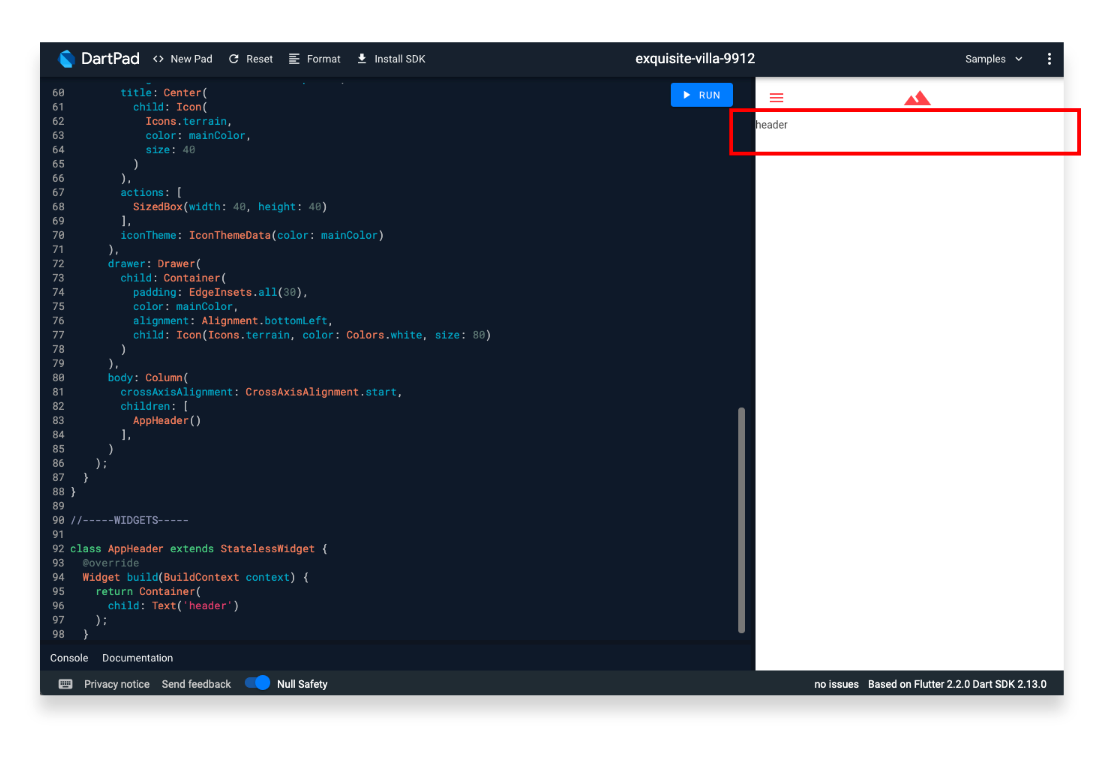 DartPad <> New Pad Reset Format Install SDK exquisite-villa-9912 Samples
RUN
header
60 title: Center(
61 child: Icon(
62 Icons.terrain,
63 color: mainColor,
64 size: 40
65 )
66 ),
67 actions: [
68 SizedBox(width: 40, height: 40)
69 ],
70 iconTheme: IconThemeData(color: mainColor)
71 ),
72 drawer: Drawer(
73 child: Container(
74 padding: EdgeInsets.all(30),
75 color: mainColor,
76 alignment: Alignment.bottomLeft,
77 child: Icon(Icons.terrain, color: Colors.white, size: 80)
78 )
79 ),
80 body: Column(
81 crossAxisAlignment: CrossAxisAlignment.start,
82 children: [
83 AppHeader()
84 ],
85 )
86 );
87 }
88 }
89
90 //-----WIDGETS-----
91
92 class AppHeader extends StatelessWidget {
93 @override
94 Widget build(BuildContext context) {
95 return Container(
96 child: Text('header')
97 );
98 }
Console Documentation
Privacy notice Send feedback Null Safety no issues Based on Flutter 2.2.0 Dart SDK 2.13.0